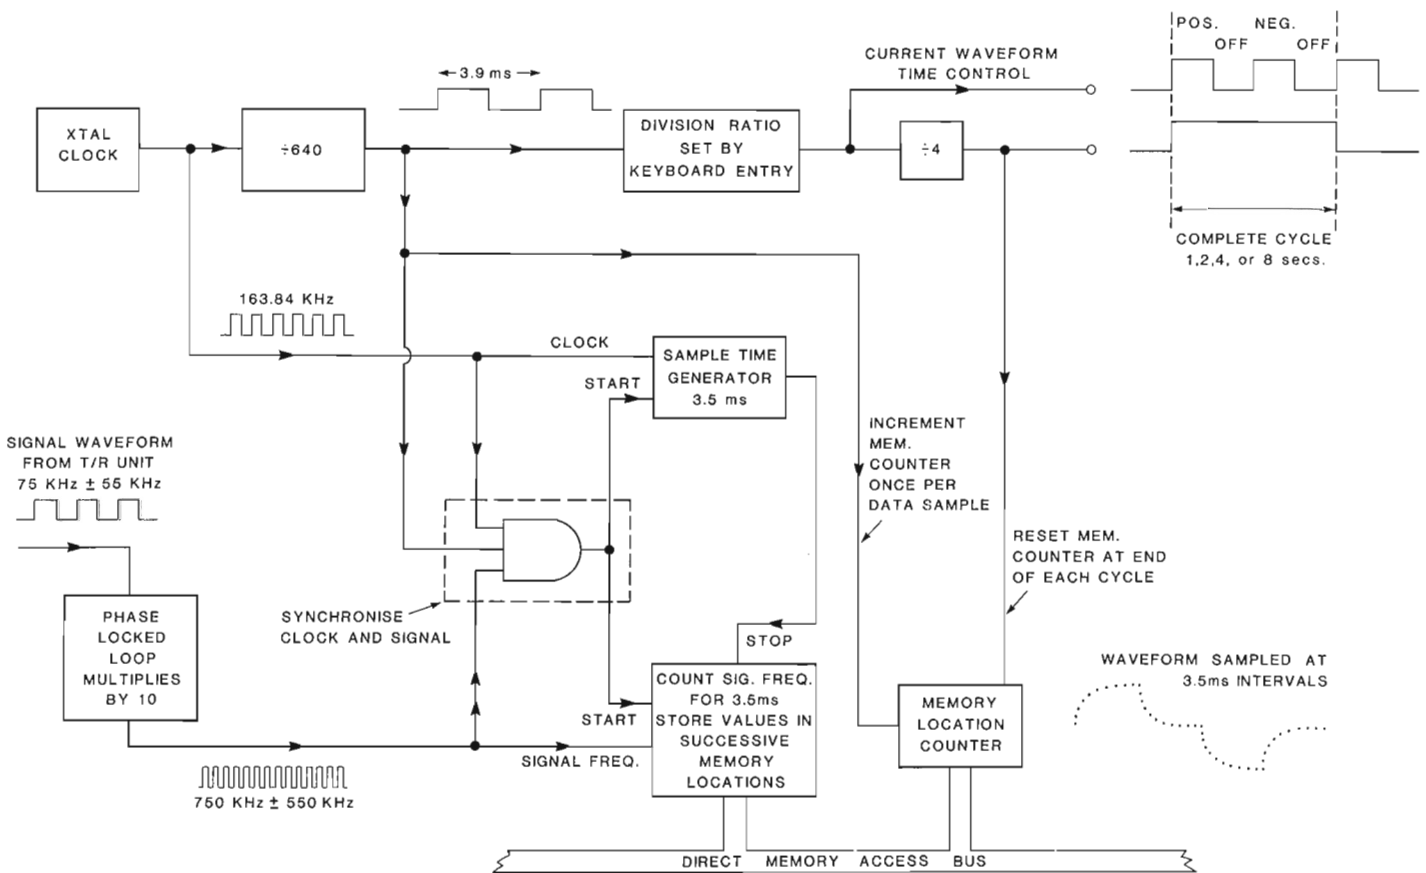 POS. NEG.
OFF OFF
CURRENT WAVEFORM
TIME CONTROL
3.9 ms
XTAL
CLOCK
÷640
DIVISION RATIO
SET BY
KEYBOARD ENTRY
÷4
COMPLETE CYCLE
1,2,4, or 8 secs.
163.84 KHz
CLOCK
START
SAMPLE TIME
GENERATOR
3.5 ms
INCREMENT
MEM.
COUNTER
ONCE PER
DATA SAMPLE
SIGNAL WAVEFORM
FROM T/R UNIT
75 KHz ± 55 KHz
RESET MEM.
COUNTER AT END
OF EACH CYCLE
SYNCHRONISE
CLOCK AND SIGNAL
PHASE
LOCKED
LOOP
MULTIPLIES
BY 10
STOP
COUNT SIG. FREQ.
FOR 3.5ms
STORE VALUES IN
SUCCESSIVE
MEMORY
LOCATIONS
START
SIGNAL FREQ.
MEMORY
LOCATION
COUNTER
WAVEFORM SAMPLED AT
3.5ms INTERVALS
750 KHz ± 550 KHz
DIRECT MEMORY ACCESS BUS